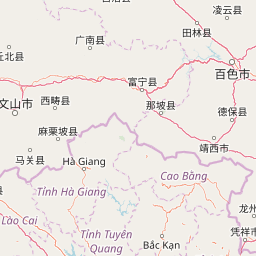 凌云县
田林县
广南县
丘北县
百色市
富宁县
西畴县
那坡县
文山市
德保县
麻栗坡县
靖西市
马关县
Hà Giang
Cao Bằng
Tỉnh Hà Giang
龙州
Lào Cai
Tỉnh Tuyên
Quang
凭祥市
Bắc Kạn